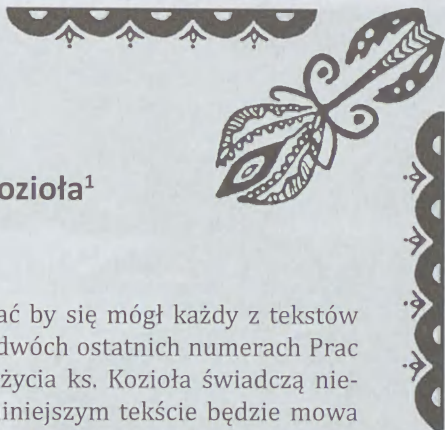 ozioła¹
ać by się mógł każdy z tekstów
dwóch ostatnich numerach Prac
życia ks. Kozioła świadczą nie-
iniejszym tekście będzie mowa